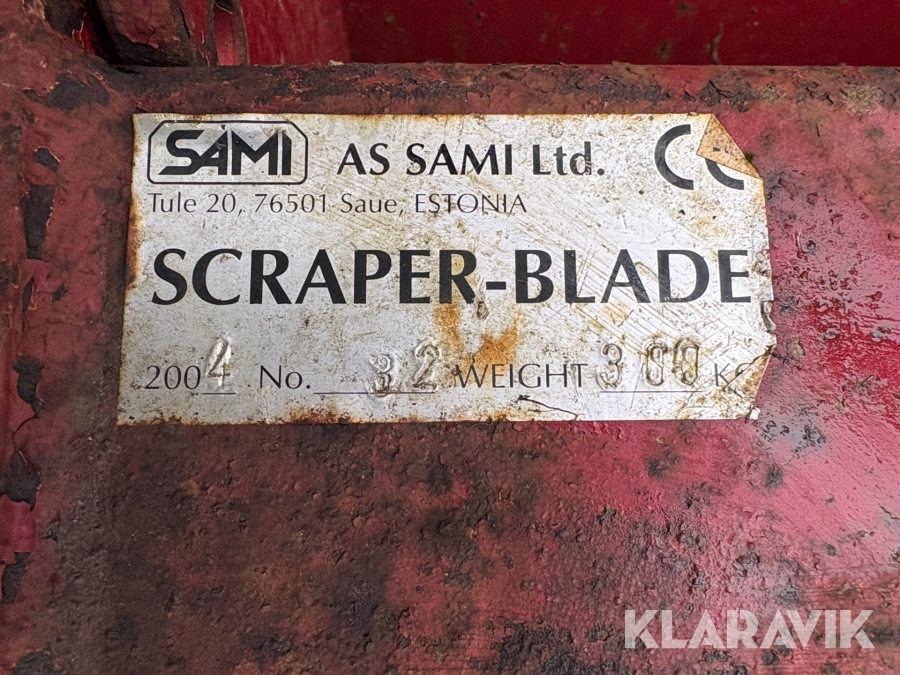 SAMI AS SAMI Ltd. CE
Tule 20, 76501 Saue, ESTONIA
SCRAPER-BLADE
2004 No. 32 WEIGHT 300 KG
KLARAVIK